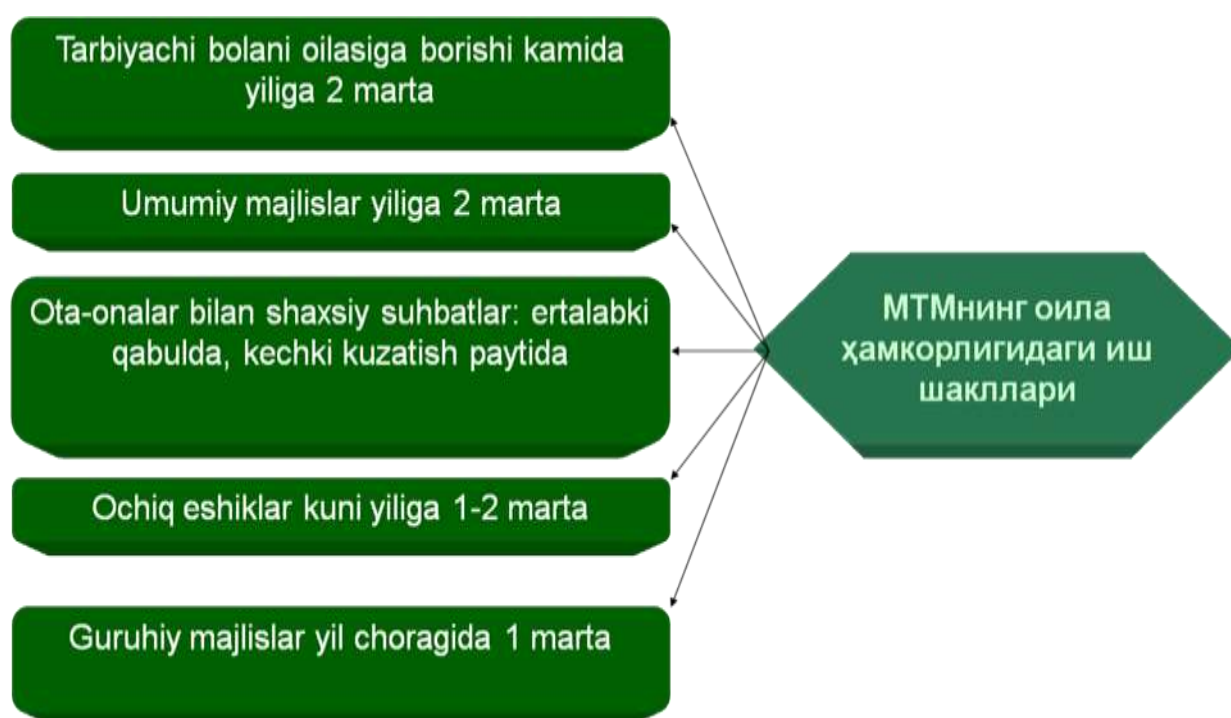 Tarbiyachi bolani oilasiga borishi kamida
yiliga 2 marta
Umumiy majlislar yiliga 2 marta
Ota-onalar bilan shaxsiy suhbatlar: ertalabki
qabulda, kechki kuzatish paytida
Ochiq eshiklar kuni yiliga 1-2 marta
Guruhiy majlislar yil choragida 1 marta
МТМнинг оила
ҳамкорлигидаги иш
шакллари